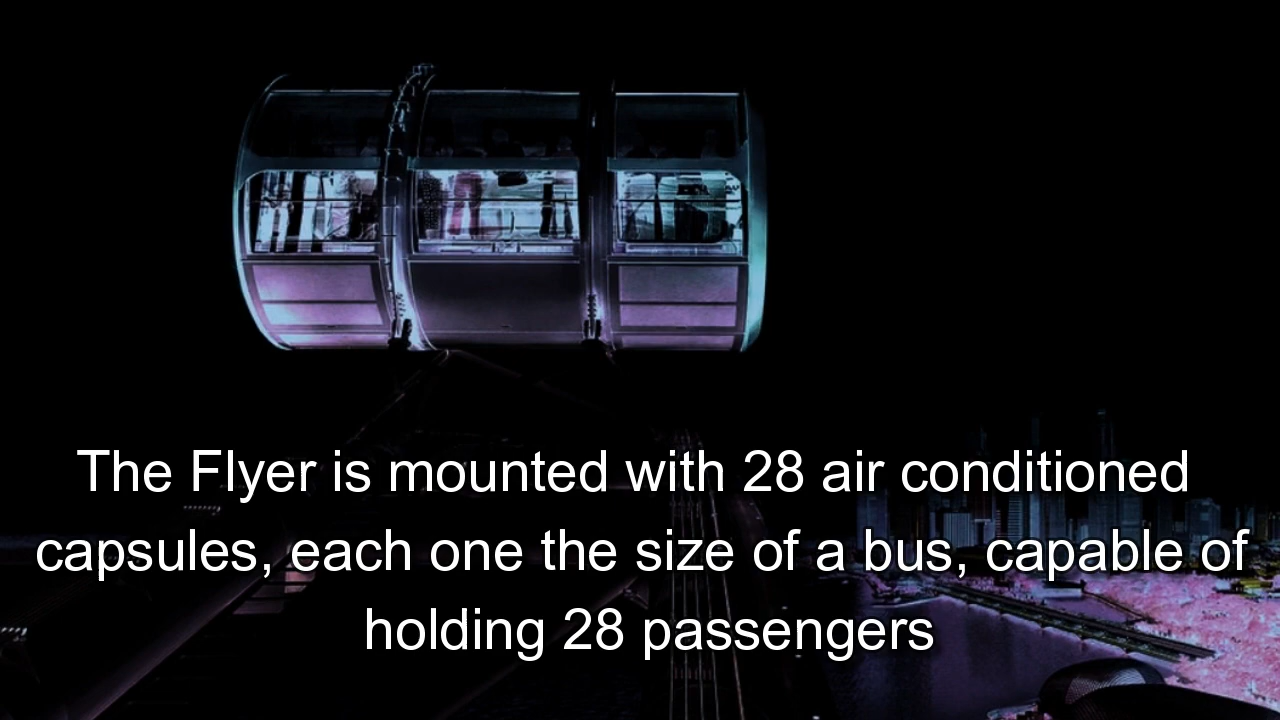 The Flyer is mounted with 28 air conditioned
capsules, each one the size of a bus, capable of
holding 28 passengers